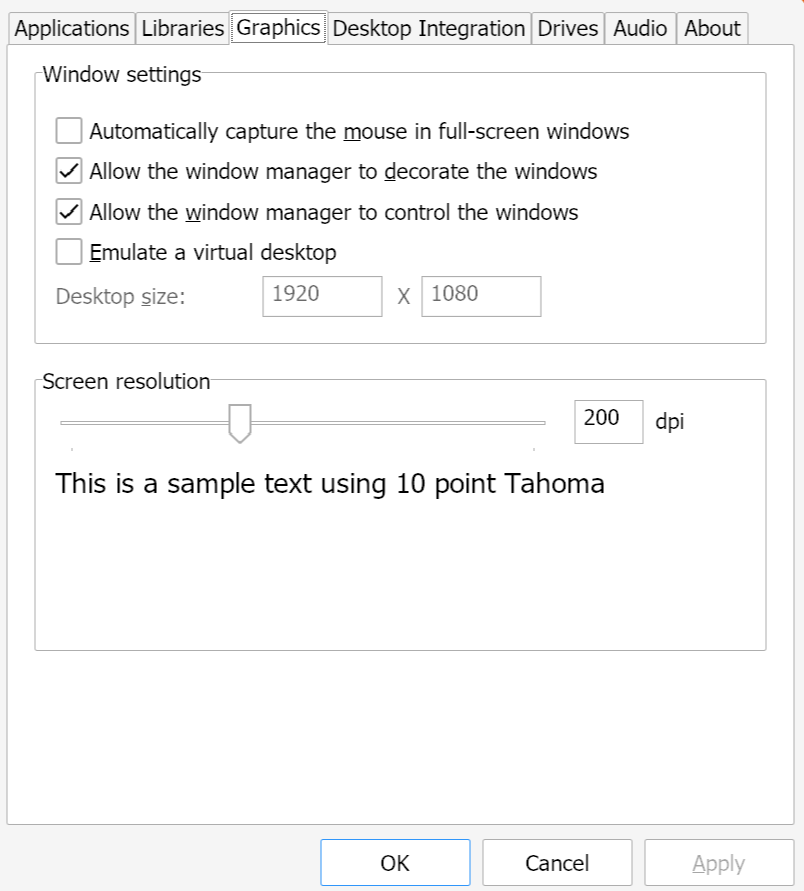 Applications Libraries Graphics Desktop Integration Drives Audio About
Window settings
Automatically capture the mouse in full-screen windows
Allow the window manager to decorate the windows
Allow the window manager to control the windows
Emulate a virtual desktop
Desktop size: 1920 X 1080
Screen resolution
200 dpi
This is a sample text using 10 point Tahoma
OK Cancel Apply